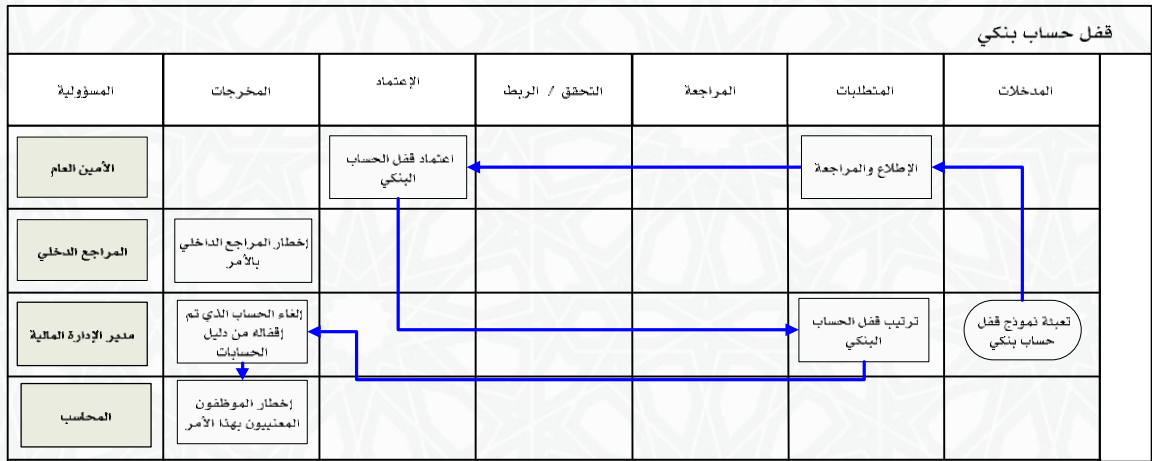 قفل حساب بنكي
المدخلات
المتطلبات
المراجعة
التحقق / الربط
الإعتماد
المخرجات
المسؤولية
الإطلاع والمراجعة
اعتماد قفل الحساب
البنكي
الأمين العام
إخطار المراجع الداخلي
بالأمر
المراجع الدخلي
تعبئة نموذج قفل
حساب بنكي
ترتيب قفل الحساب
البنكي
إلغاء الحساب الذي تم
إقفاله من دليل
الحسابات
مدير الإدارة المالية
إخطار الموظفون
المعنييون بهذا الأمر
المحاسب